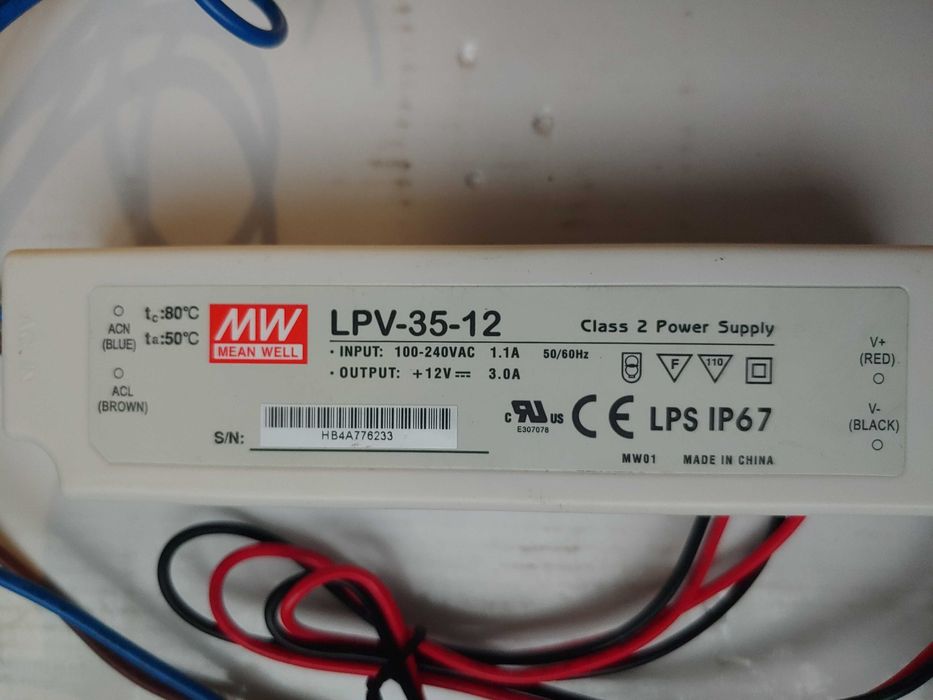 ACN
(BLUE)
ACL
(BROWN)
tc:80°C
ta:50°C
MW
MEAN WELL
LPV-35-12
Class 2 Power Supply
· INPUT: 100-240VAC 1.1A 50/60Hz
· OUTPUT: +12V⎓ 3.0A
F
110
S/N:
HB4A776233
c RU US
E307078
CE LPS IP67
MW01 MADE IN CHINA
V+
(RED)
V-
(BLACK)